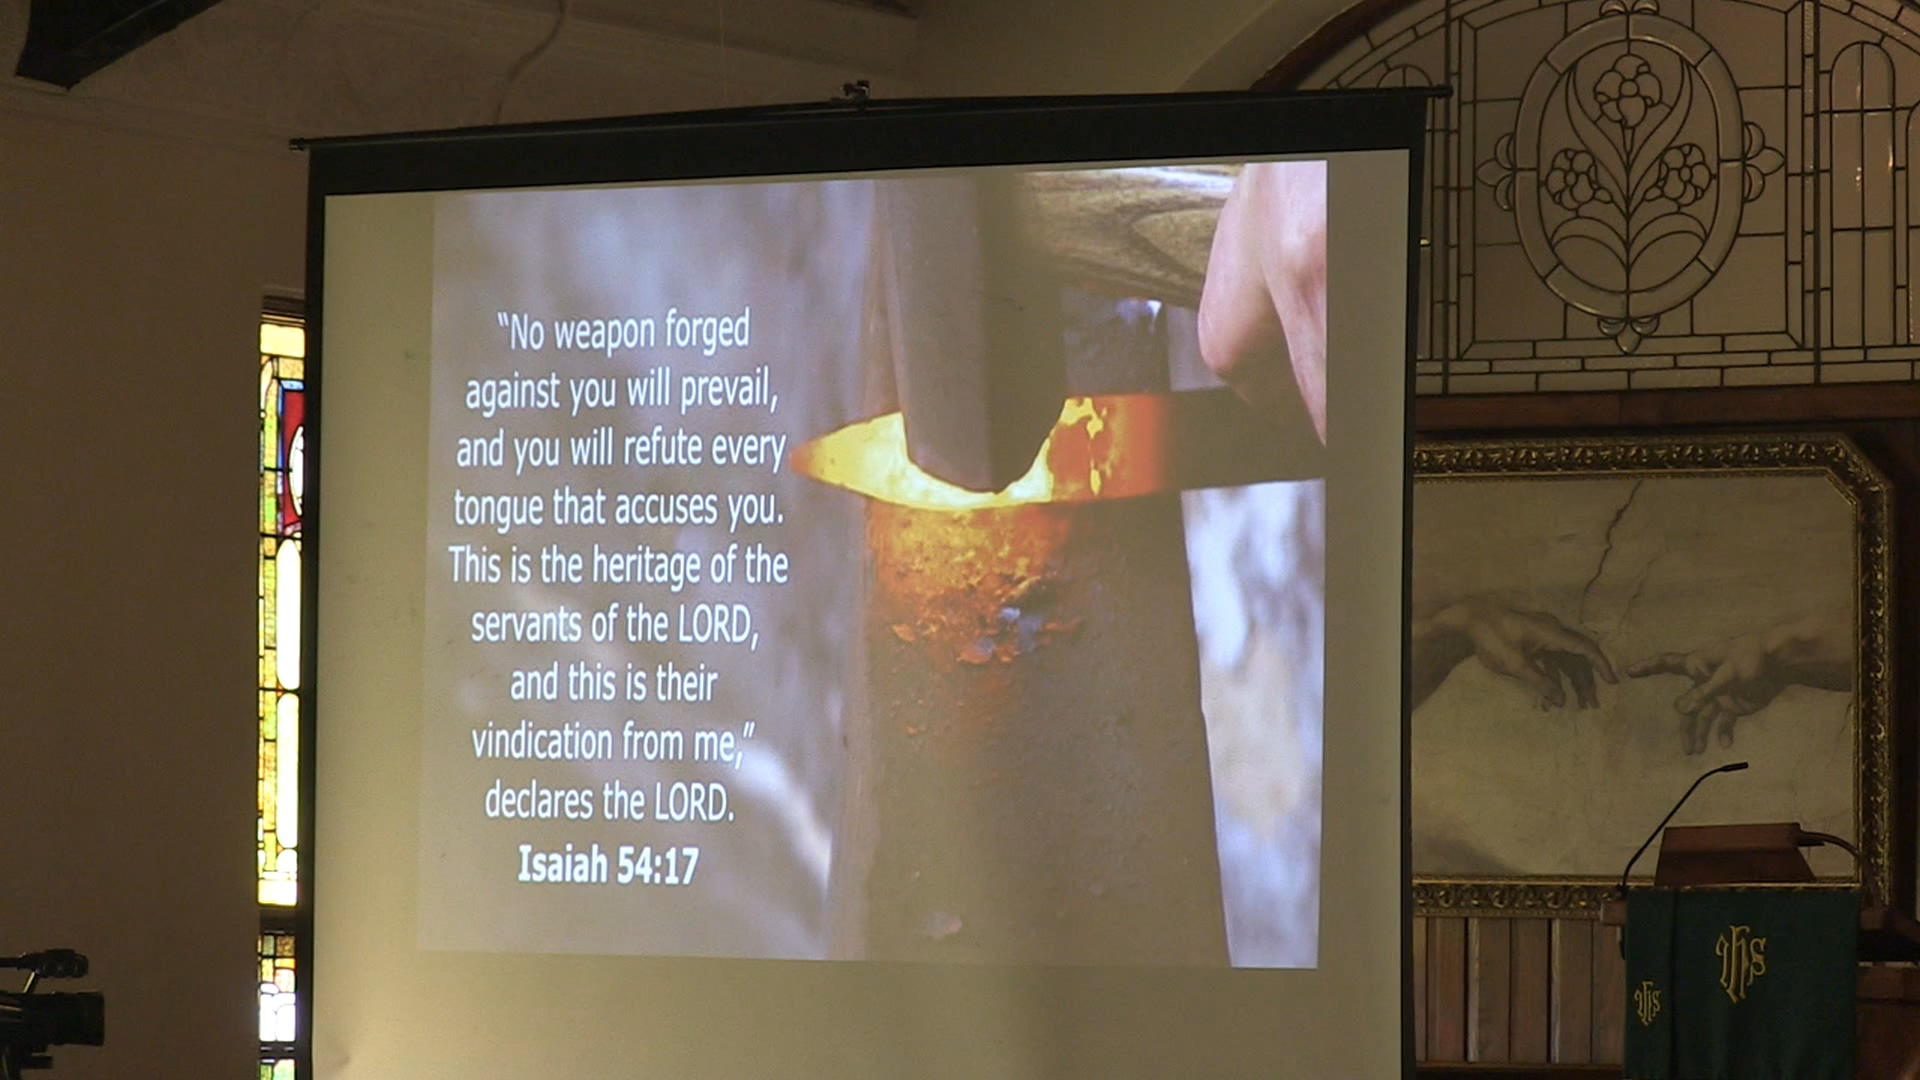 “No weapon forged
against you will prevail,
and you will refute every
tongue that accuses you.
This is the heritage of the
servants of the LORD,
and this is their
vindication from me,”
declares the LORD.
Isaiah 54:17
IHS
IHS